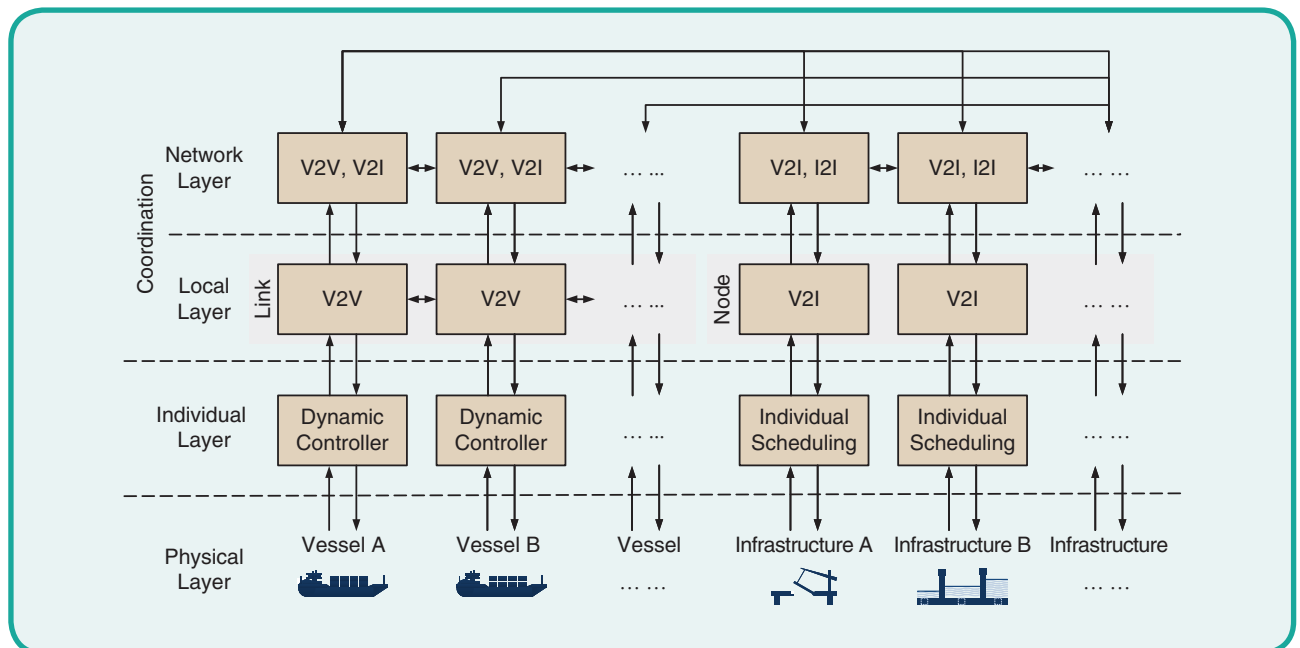 Coordination
Network
Layer
V2V, V2I
V2V, V2I
... ...
V2I, I2I
V2I, I2I
... ...
Local
Layer
Link
V2V
V2V
... ...
Node
V2I
V2I
... ...
Individual
Layer
Dynamic
Controller
Dynamic
Controller
... ...
Individual
Scheduling
Individual
Scheduling
... ...
Physical
Layer
Vessel A
Vessel B
Vessel
... ...
Infrastructure A
Infrastructure B
Infrastructure
... ...